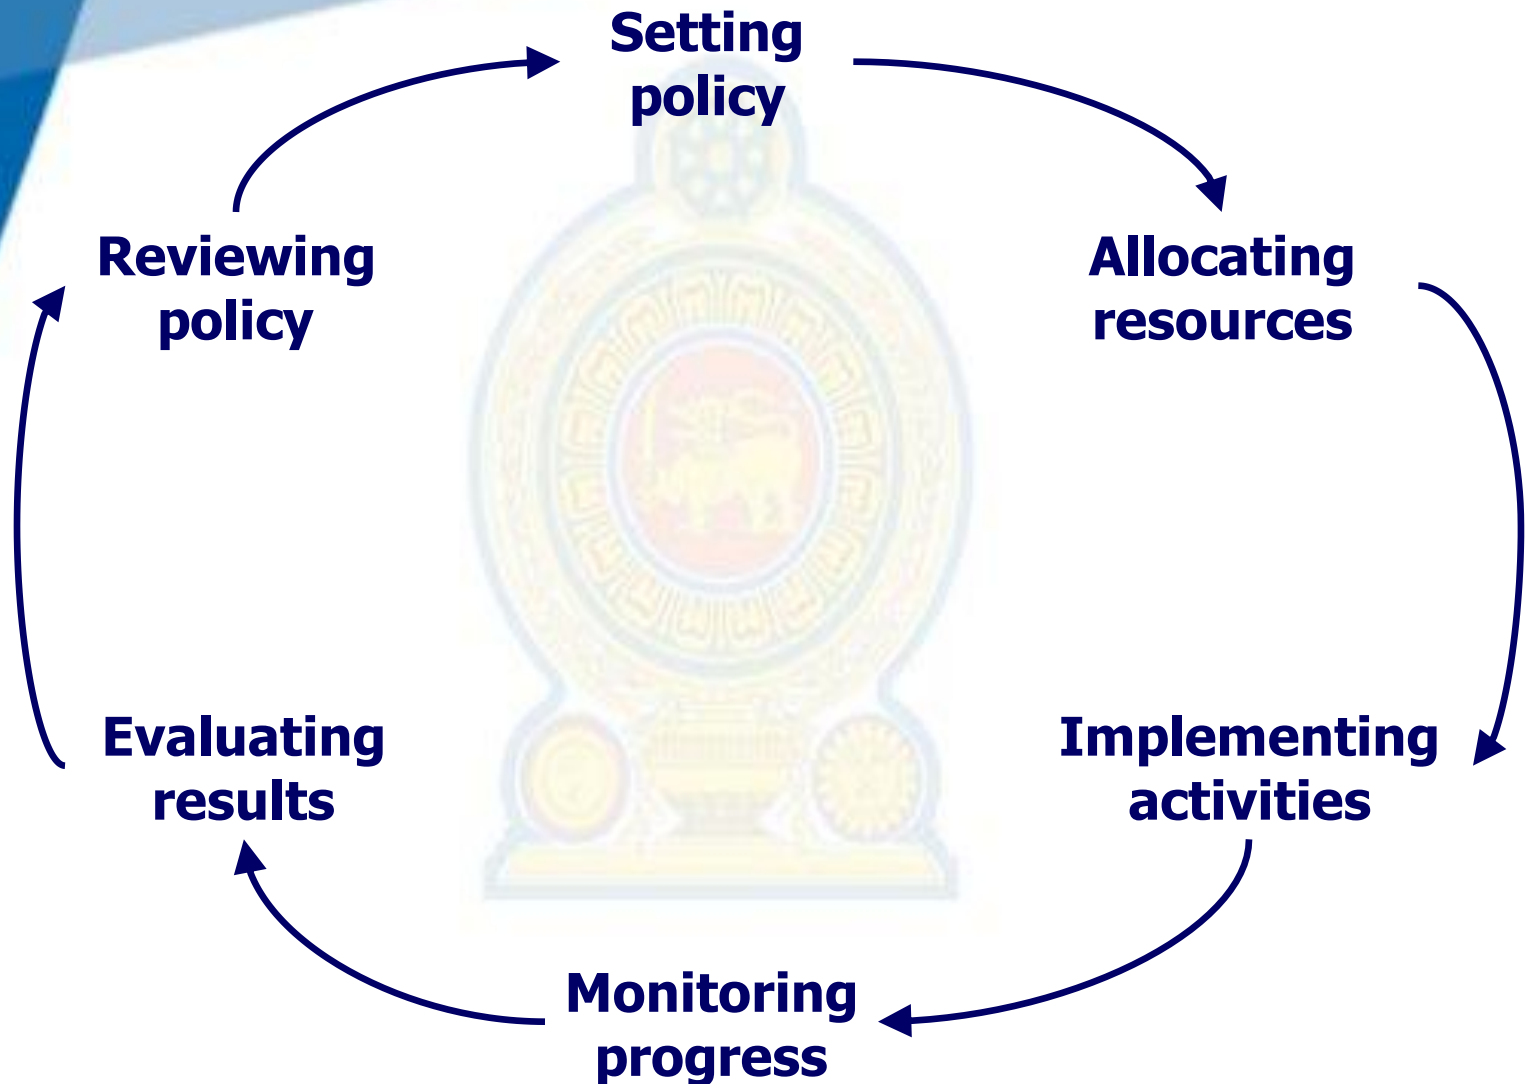 Setting
policy
Reviewing
policy
Allocating
resources
Evaluating
results
Implementing
activities
Monitoring
progress